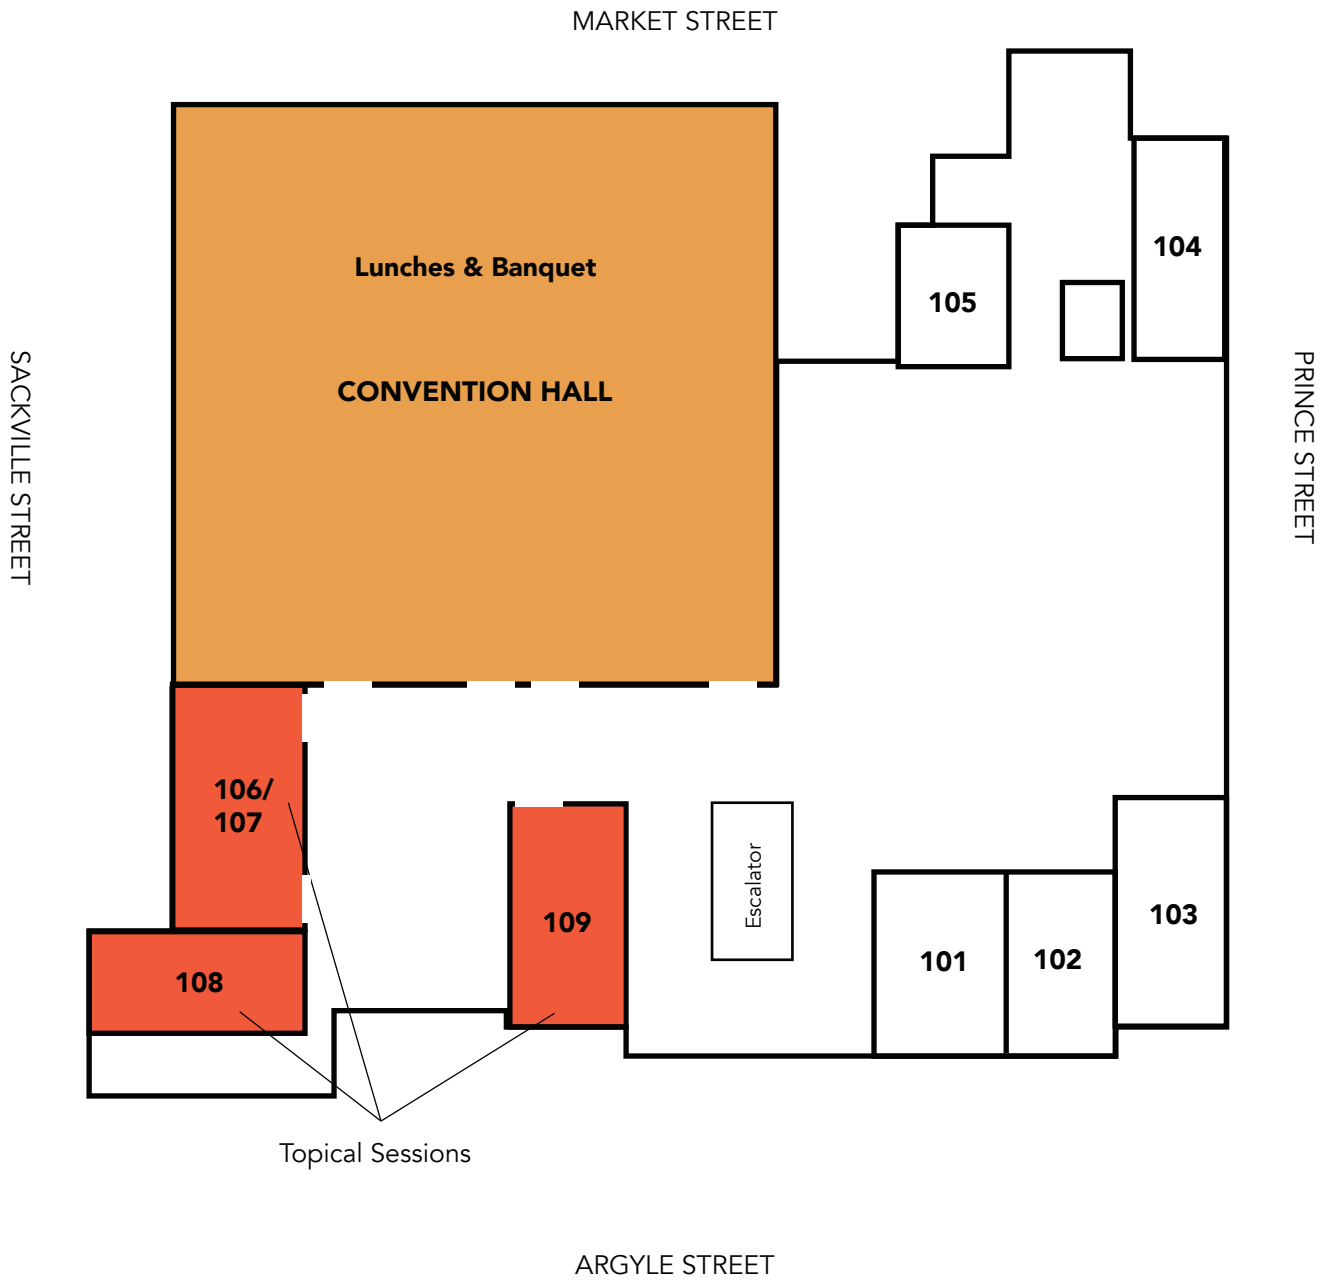 MARKET STREET
104
Lunches & Banquet
105
SACKVILLE STREET
CONVENTION HALL
PRINCE STREET
106/
107
Escalator
109
103
101
102
108
Topical Sessions
ARGYLE STREET